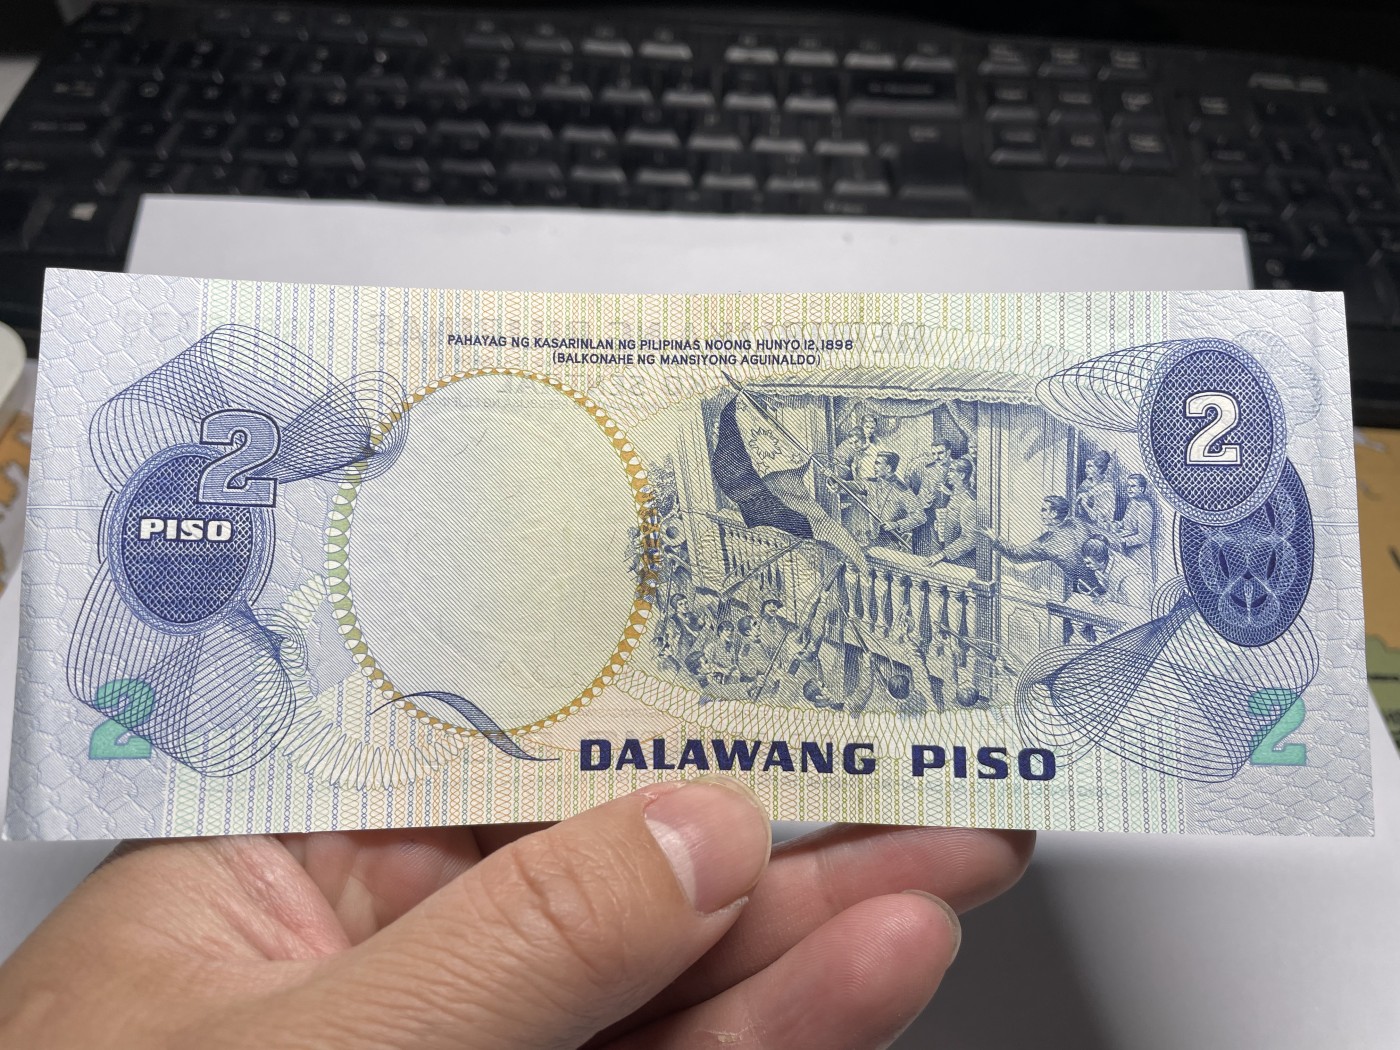 PAHAYAG NG KASARINLAN NG PILIPINAS NOONG HUNYO 12, 1898
(BALKONAHE NG MANSIYONG AGUINALDO)
2
PISO
2
2
2
DALAWANG PISO